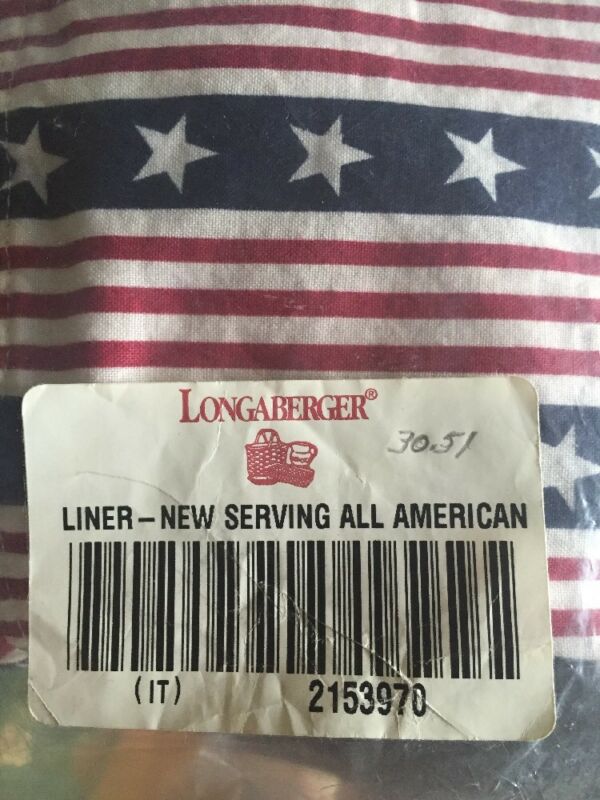 LONGABERGER®
30.51
LINER – NEW SERVING ALL AMERICAN
(IT) 2153970